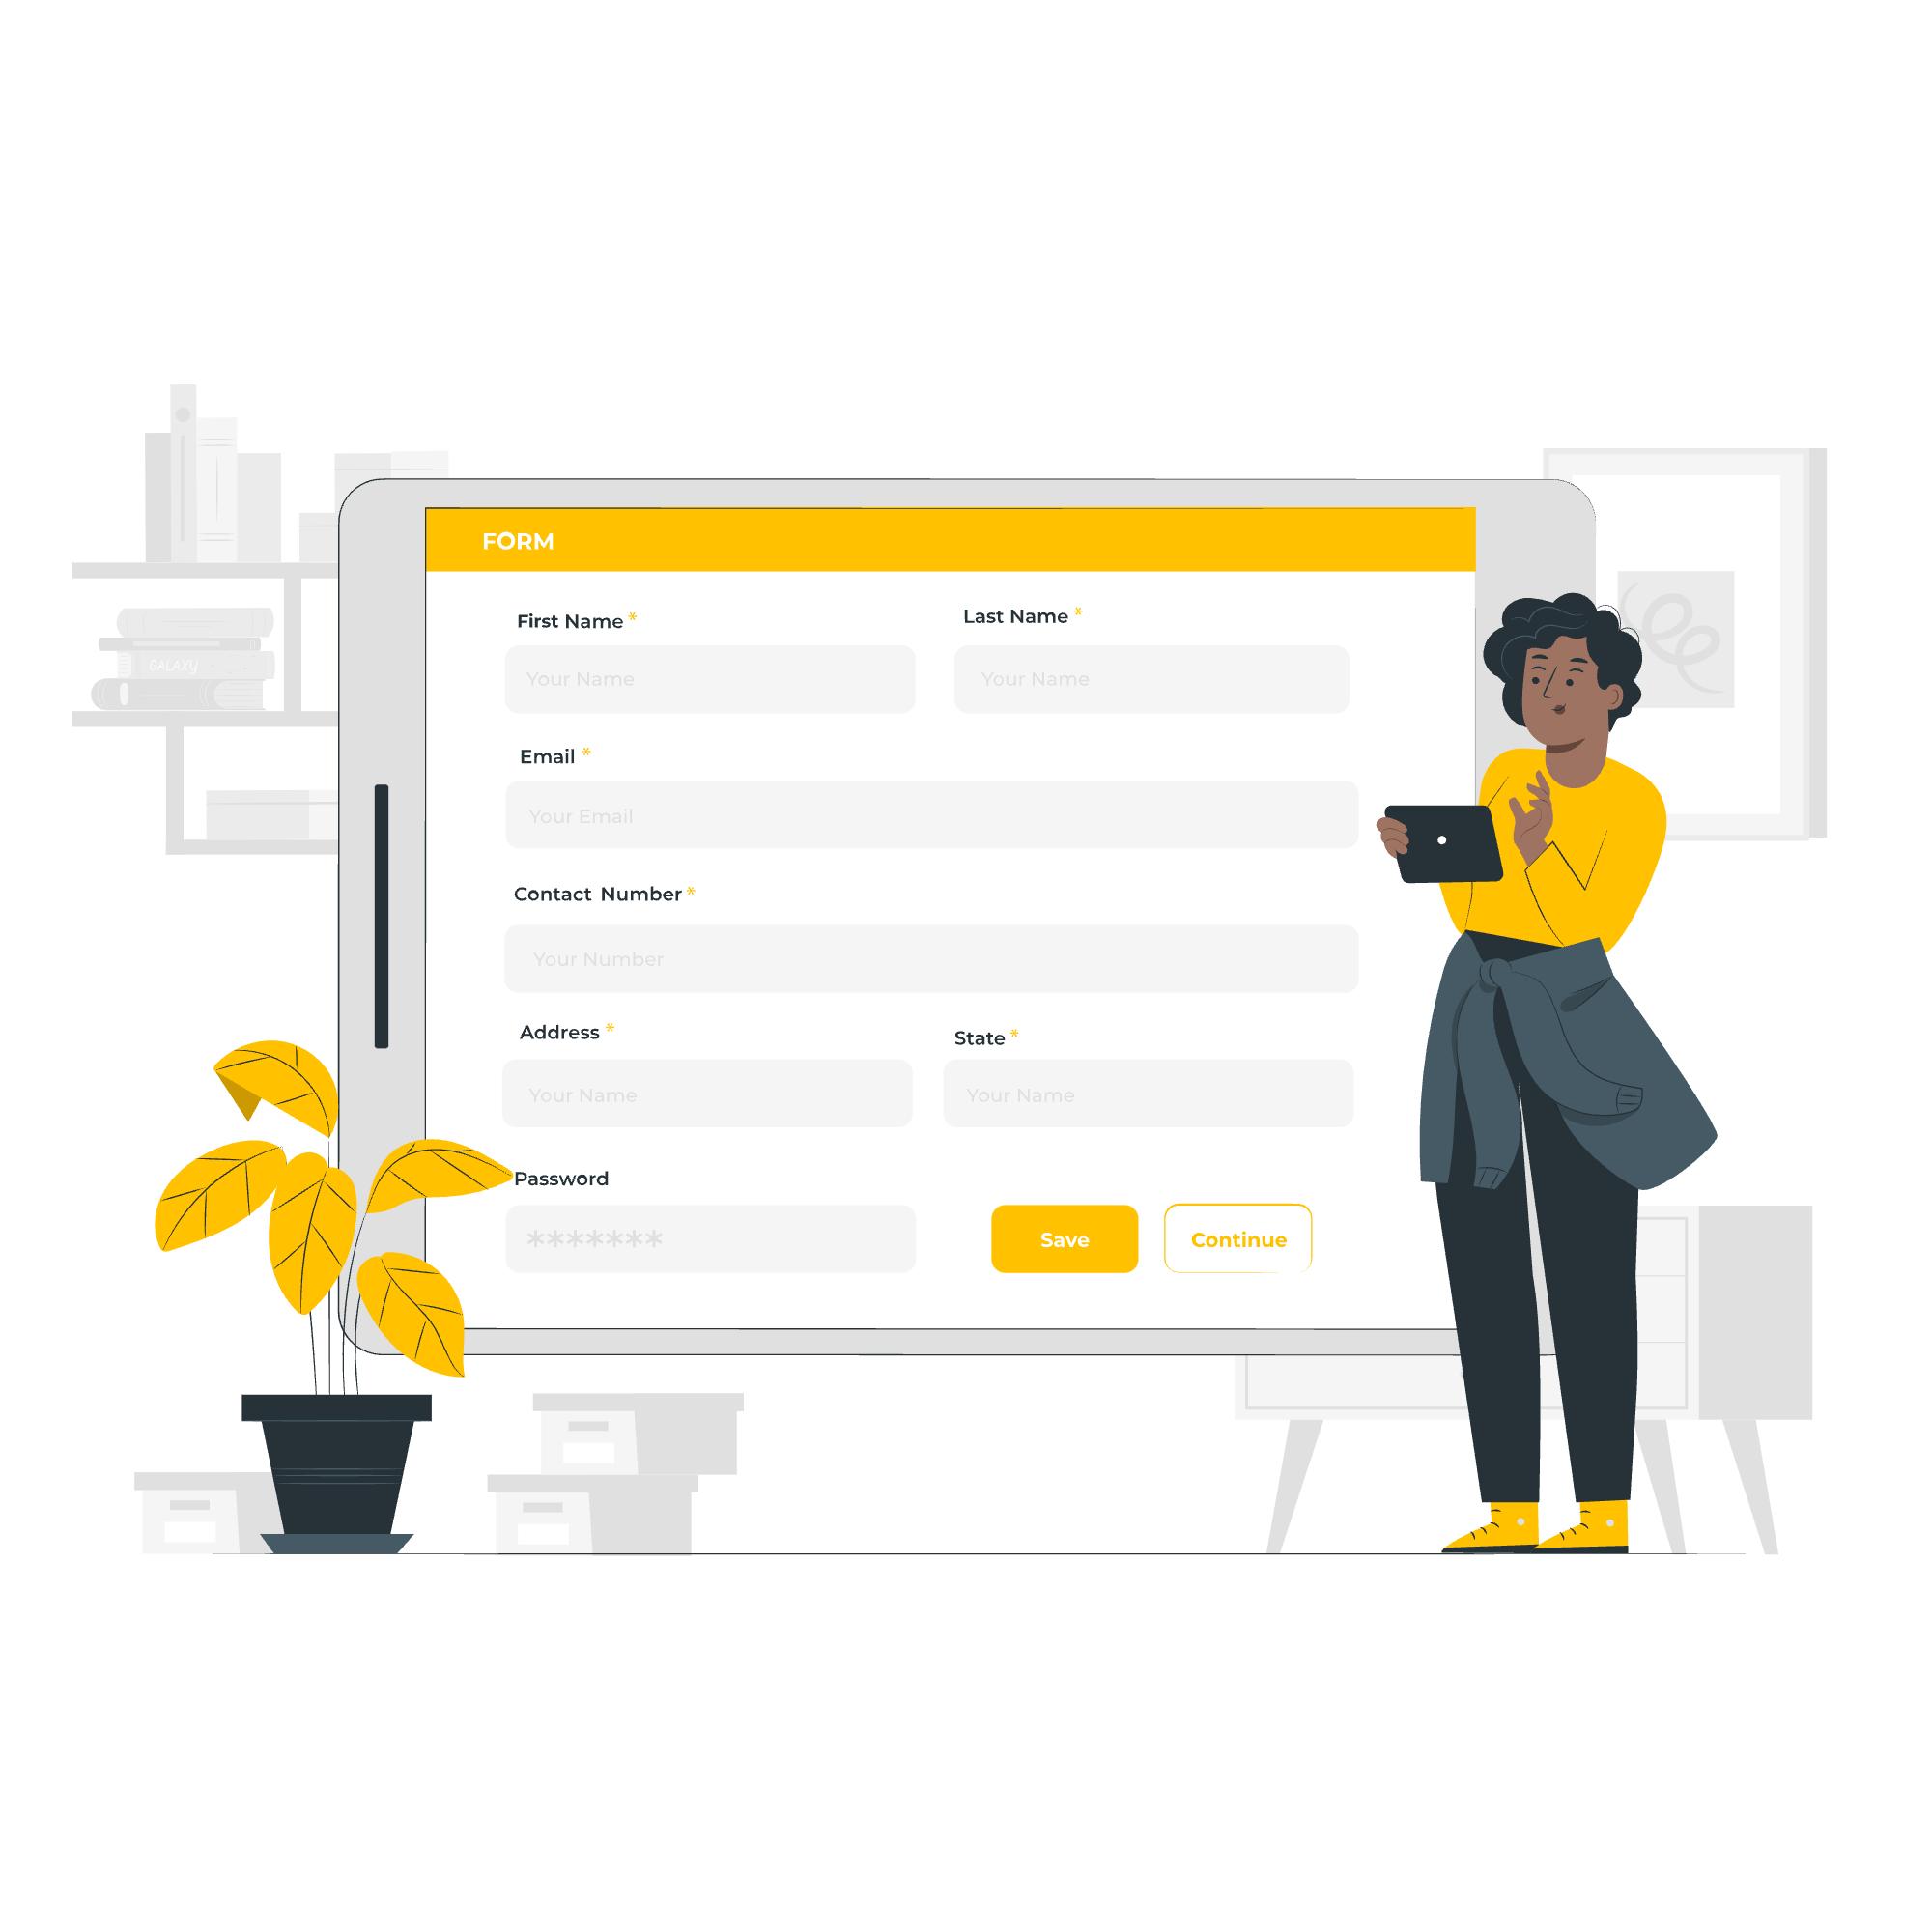 FORM
First Name * Last Name *
Your Name Your Name
Email *
Your Email
Contact Number *
Your Number
Address * State *
Your Name Your Name
Password
******* Save Continue
GALAXY